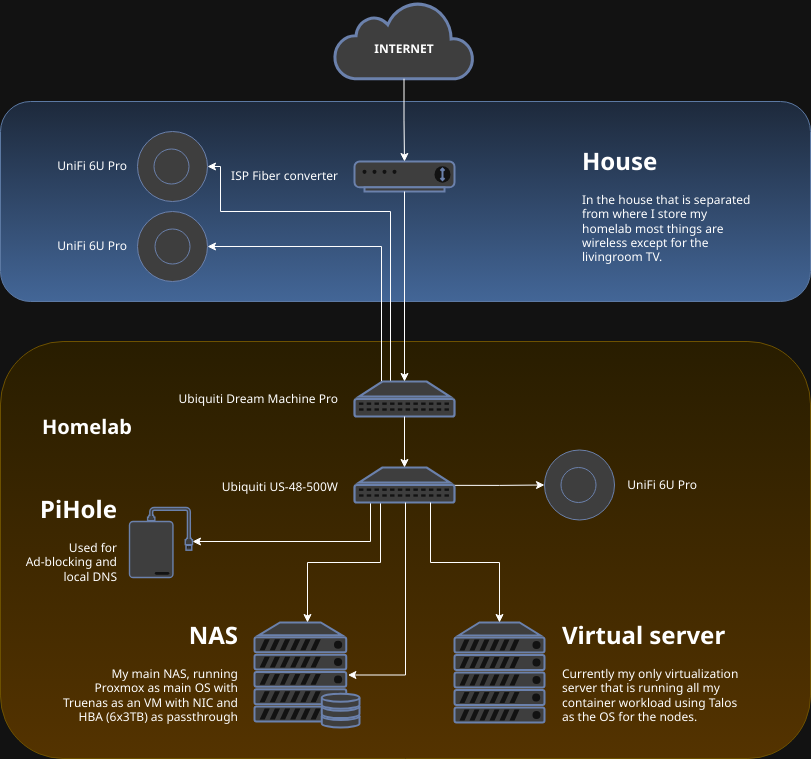 INTERNET
UniFi 6U Pro
ISP Fiber converter
UniFi 6U Pro
House
In the house that is separated
from where I store my
homelab most things are
wireless except for the
livingroom TV.
Ubiquiti Dream Machine Pro
Homelab
Ubiquiti US-48-500W
UniFi 6U Pro
PiHole
Used for
Ad-blocking and
local DNS
NAS
My main NAS, running
Proxmox as main OS with
Truenas as an VM with NIC and
HBA (6x3TB) as passthrough
Virtual server
Currently my only virtualization
server that is running all my
container workload using Talos
as the OS for the nodes.